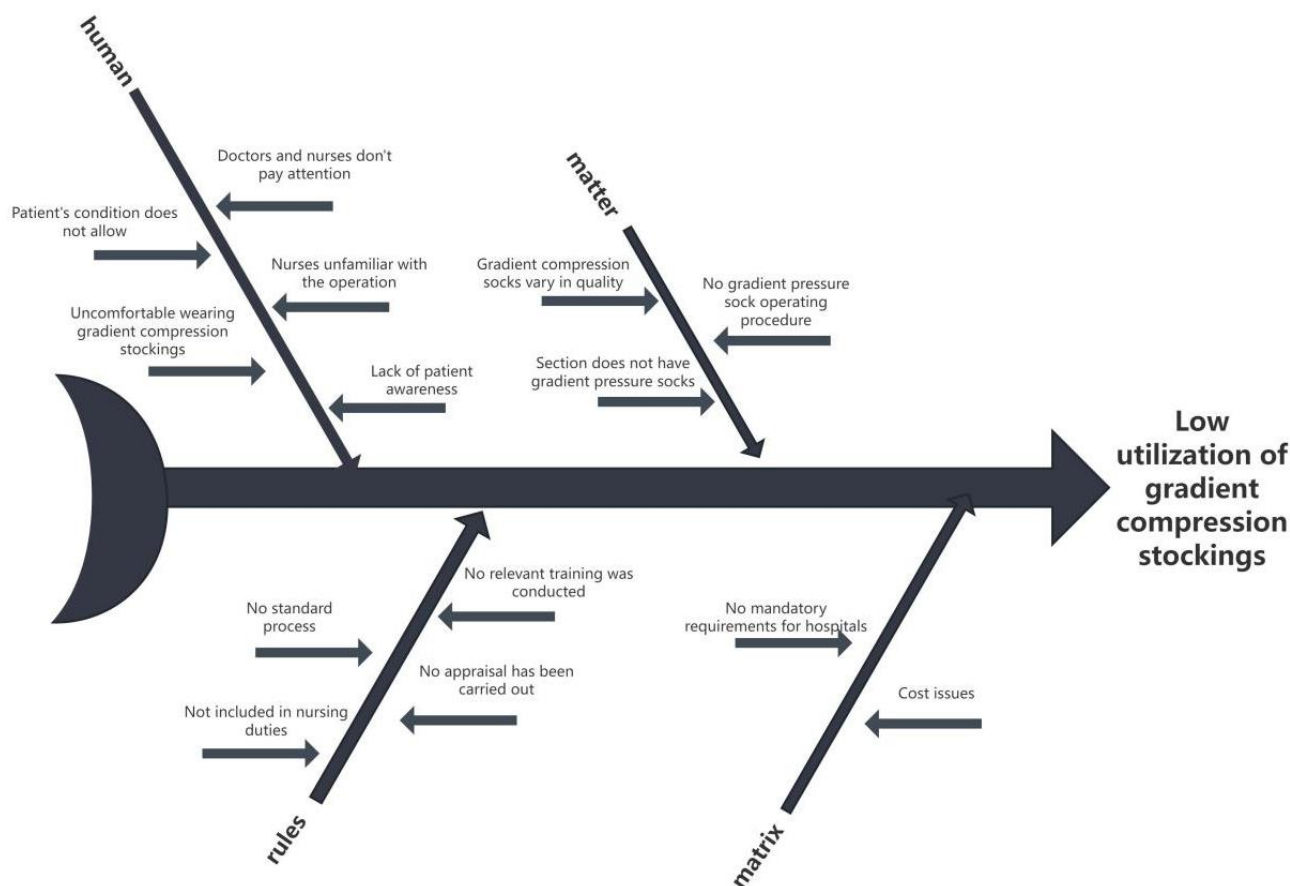 human
Doctors and nurses don't
pay attention
Patient's condition does
not allow
Nurses unfamiliar with
the operation
Uncomfortable wearing
gradient compression
stockings
Lack of patient
awareness
matter
Gradient compression
socks vary in quality
No gradient pressure
sock operating
procedure
Section does not have
gradient pressure socks
Low
utilization of
gradient
compression
stockings
No relevant training was
conducted
No standard
process
No appraisal has been
carried out
Not included in nursing
duties
rules
No mandatory
requirements for hospitals
Cost issues
matrix